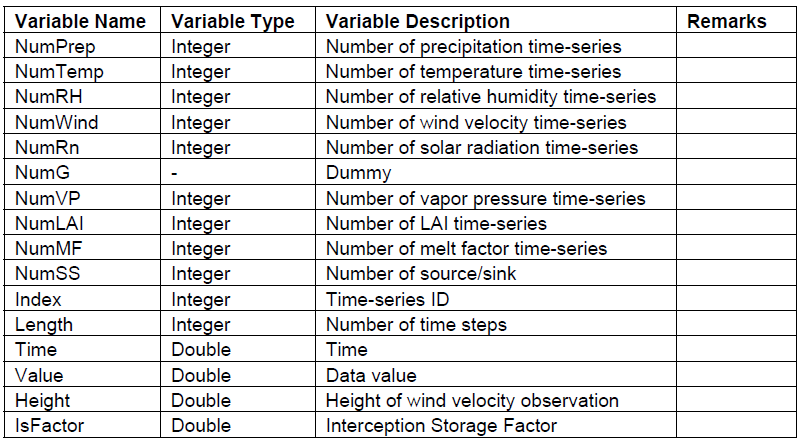 Variable Name Variable Type Variable Description Remarks
NumPrep Integer Number of precipitation time-series
NumTemp Integer Number of temperature time-series
NumRH Integer Number of relative humidity time-series
NumWind Integer Number of wind velocity time-series
NumRn Integer Number of solar radiation time-series
NumG - Dummy
NumVP Integer Number of vapor pressure time-series
NumLAI Integer Number of LAI time-series
NumMF Integer Number of melt factor time-series
NumSS Integer Number of source/sink
Index Integer Time-series ID
Length Integer Number of time steps
Time Double Time
Value Double Data value
Height Double Height of wind velocity observation
IsFactor Double Interception Storage Factor